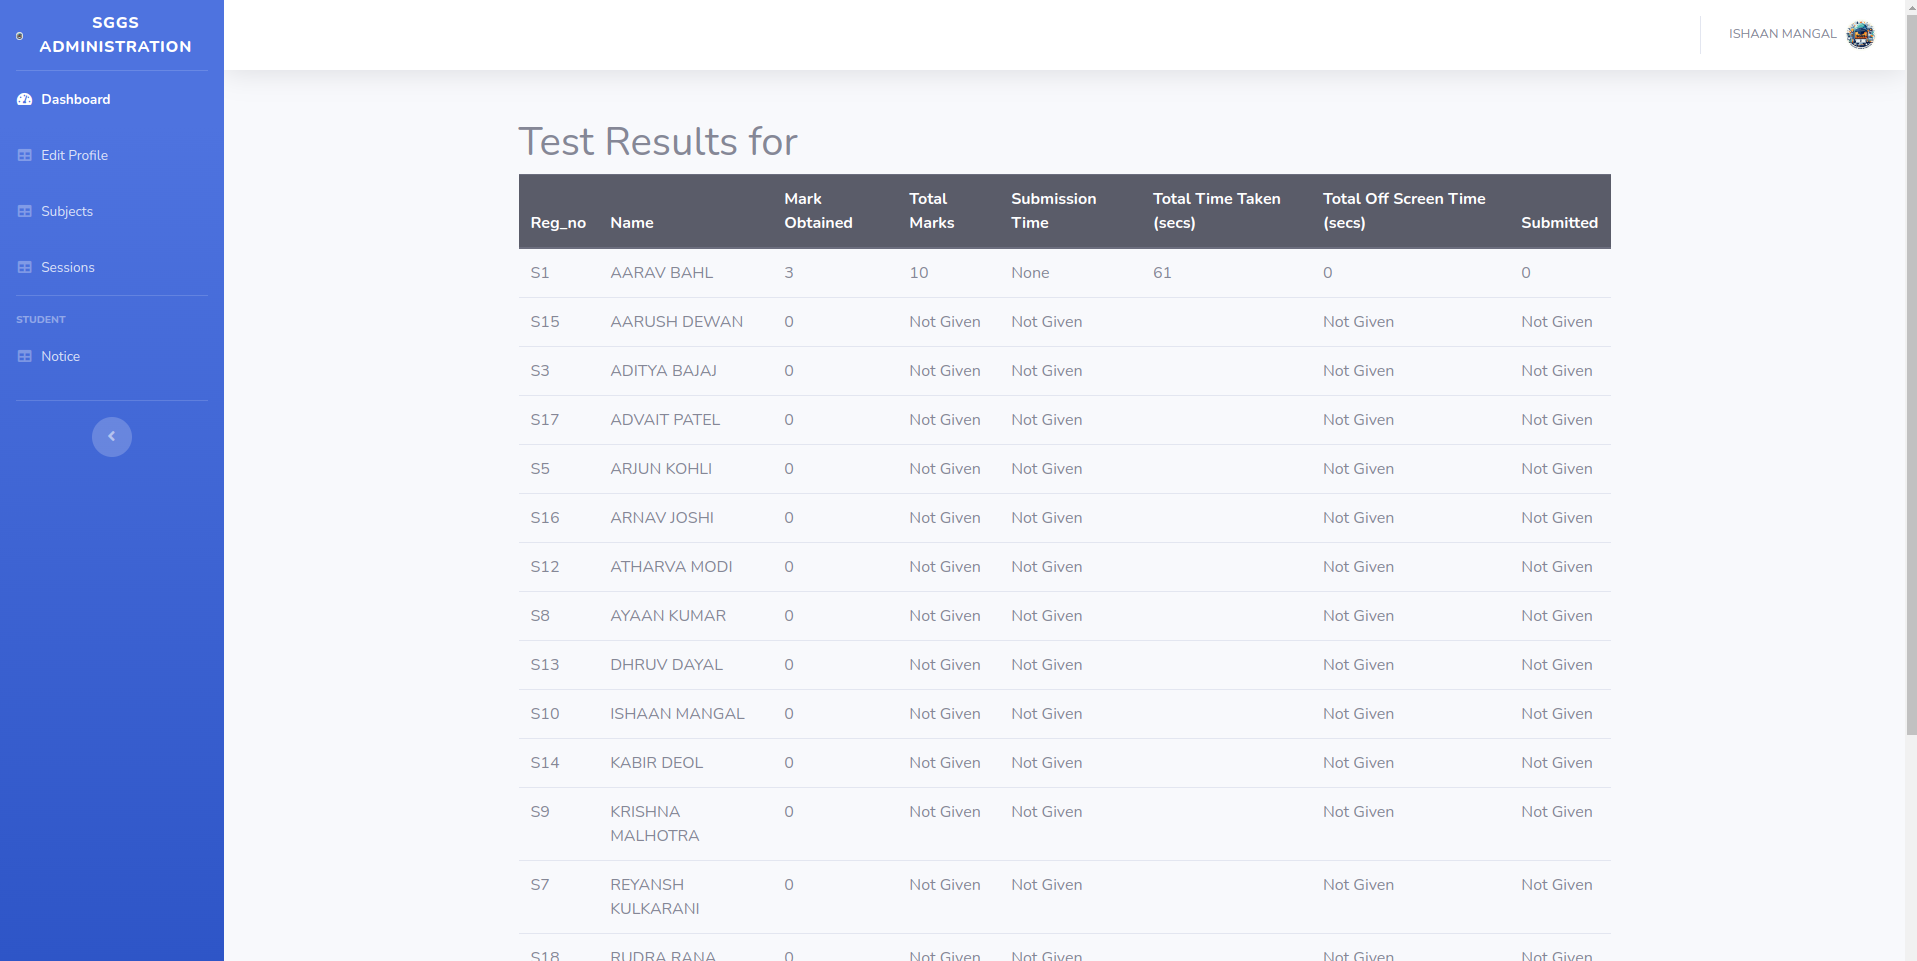 SGGS
ADMINISTRATION
ISHAAN MANGAL
Dashboard
Edit Profile
Subjects
Sessions
STUDENT
Notice
Test Results for
Reg_no Name Mark Obtained Total Marks Submission Time Total Time Taken (secs) Total Off Screen Time (secs) Submitted
S1 AARAV BAHL 3 10 None 61 0 0
S15 AARUSH DEWAN 0 Not Given Not Given Not Given Not Given
S3 ADITYA BAJAJ 0 Not Given Not Given Not Given Not Given
S17 ADVAIT PATEL 0 Not Given Not Given Not Given Not Given
S5 ARJUN KOHLI 0 Not Given Not Given Not Given Not Given
S16 ARNAV JOSHI 0 Not Given Not Given Not Given Not Given
S12 ATHARVA MODI 0 Not Given Not Given Not Given Not Given
S8 AYAAN KUMAR 0 Not Given Not Given Not Given Not Given
S13 DHRUV DAYAL 0 Not Given Not Given Not Given Not Given
S10 ISHAAN MANGAL 0 Not Given Not Given Not Given Not Given
S14 KABIR DEOL 0 Not Given Not Given Not Given Not Given
S9 KRISHNA MALHOTRA 0 Not Given Not Given Not Given Not Given
S7 REYANSH KULKARANI 0 Not Given Not Given Not Given Not Given
S18 RUDRA RANA 0 Not Given Not Given Not Given Not Given